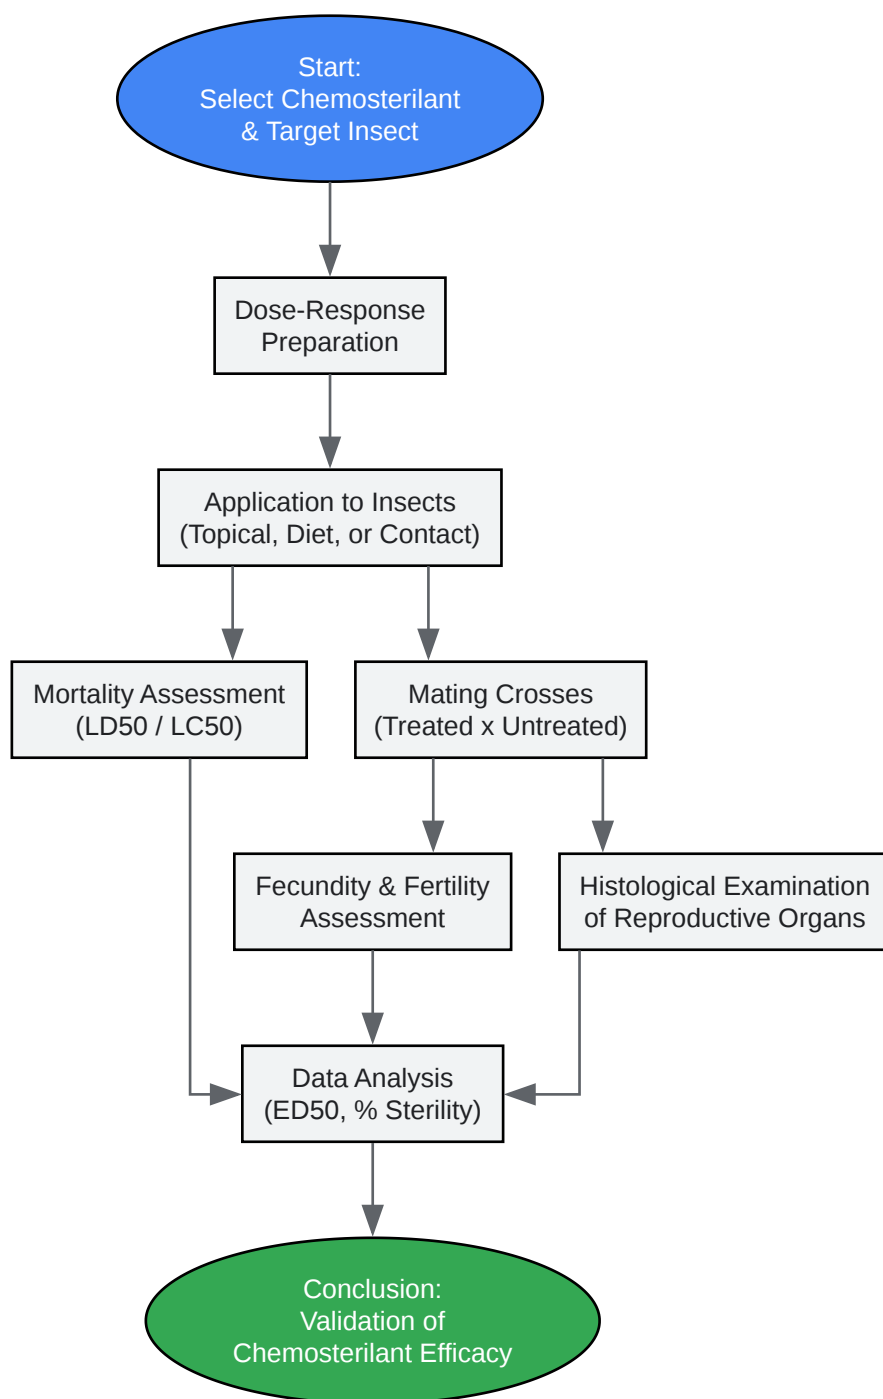 Start:
Select Chemosterilant
& Target Insect
Dose-Response
Preparation
Application to Insects
(Topical, Diet, or Contact)
Mortality Assessment
(LD50 / LC50)
Mating Crosses
(Treated x Untreated)
Fecundity & Fertility
Assessment
Histological Examination
of Reproductive Organs
Data Analysis
(ED50, % Sterility)
Conclusion:
Validation of
Chemosterilant Efficacy